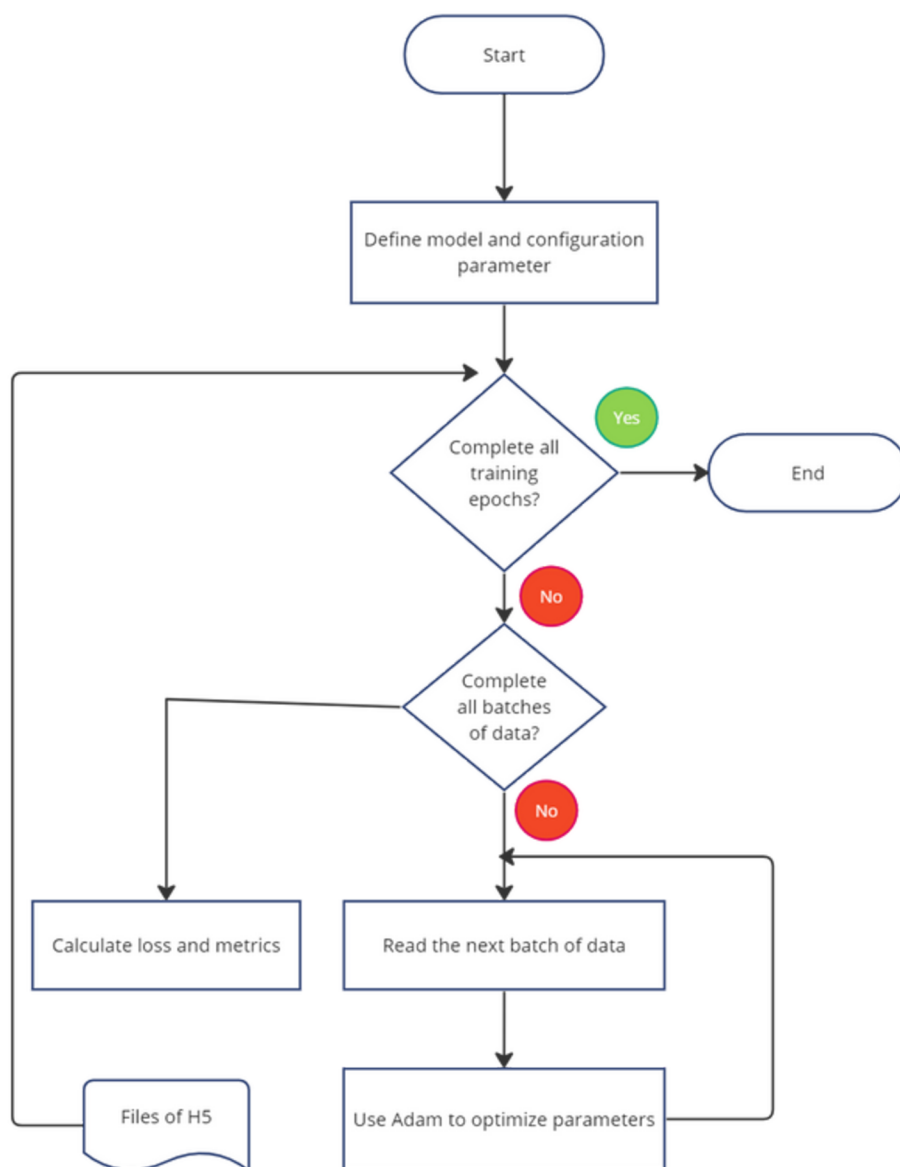 Start
Define model and configuration
parameter
Complete all
training
epochs?
Yes
End
No
Complete
all batches
of data?
No
Calculate loss and metrics
Read the next batch of data
Files of H5
Use Adam to optimize parameters